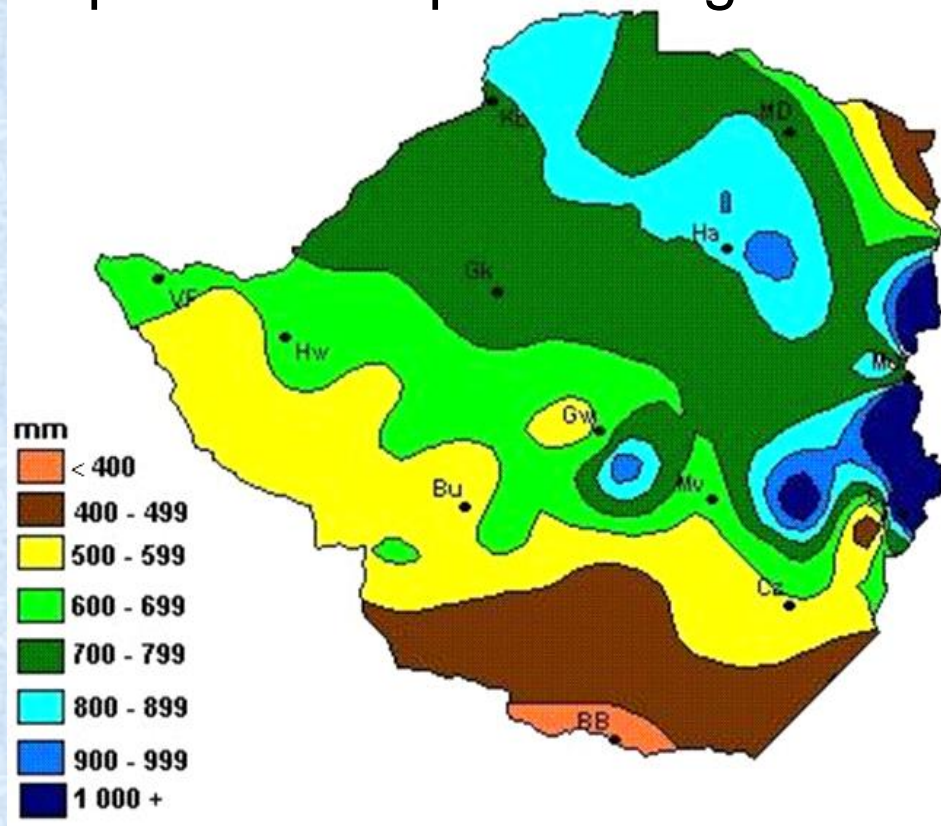 KB
MD
Ha
Gk
VF
Hw
Gw
Mv
Bu
Cz
BB
mm
< 400
400 - 499
500 - 599
600 - 699
700 - 799
800 - 899
900 - 999
1 000 +